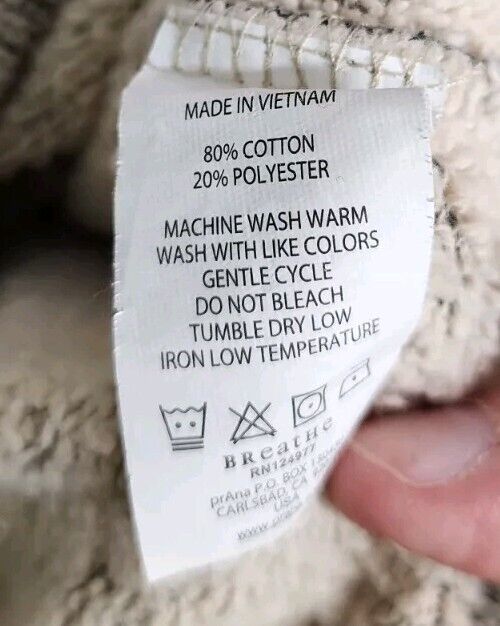 MADE IN VIETNAM
80% COTTON
20% POLYESTER
MACHINE WASH WARM
WASH WITH LIKE COLORS
GENTLE CYCLE
DO NOT BLEACH
TUMBLE DRY LOW
IRON LOW TEMPERATURE
BReatHe
RN124977
prAna P.O. BOX
CARLSBAD, CA
USA